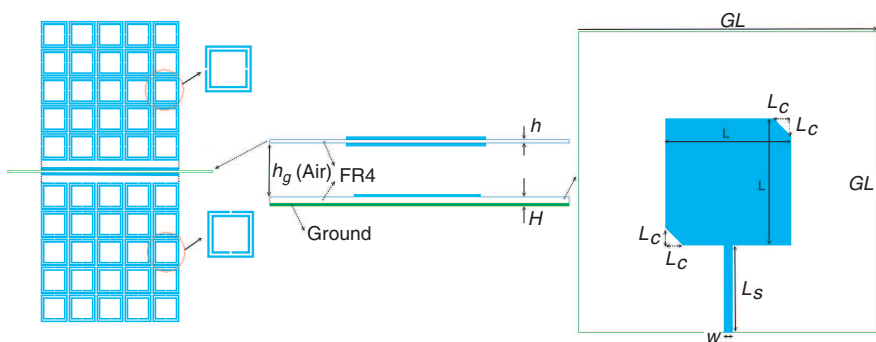 GL
h
h_g (Air)
FR4
H
Ground
L_C
L_C
L
L
GL
L_C
L_C
L_S
w